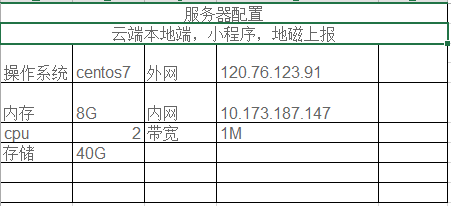 服务器配置
云端本地端，小程序，地磁上报
操作系统 centos7 外网 120.76.123.91
内存 8G 内网 10.173.187.147
cpu 2 带宽 1M
存储 40G